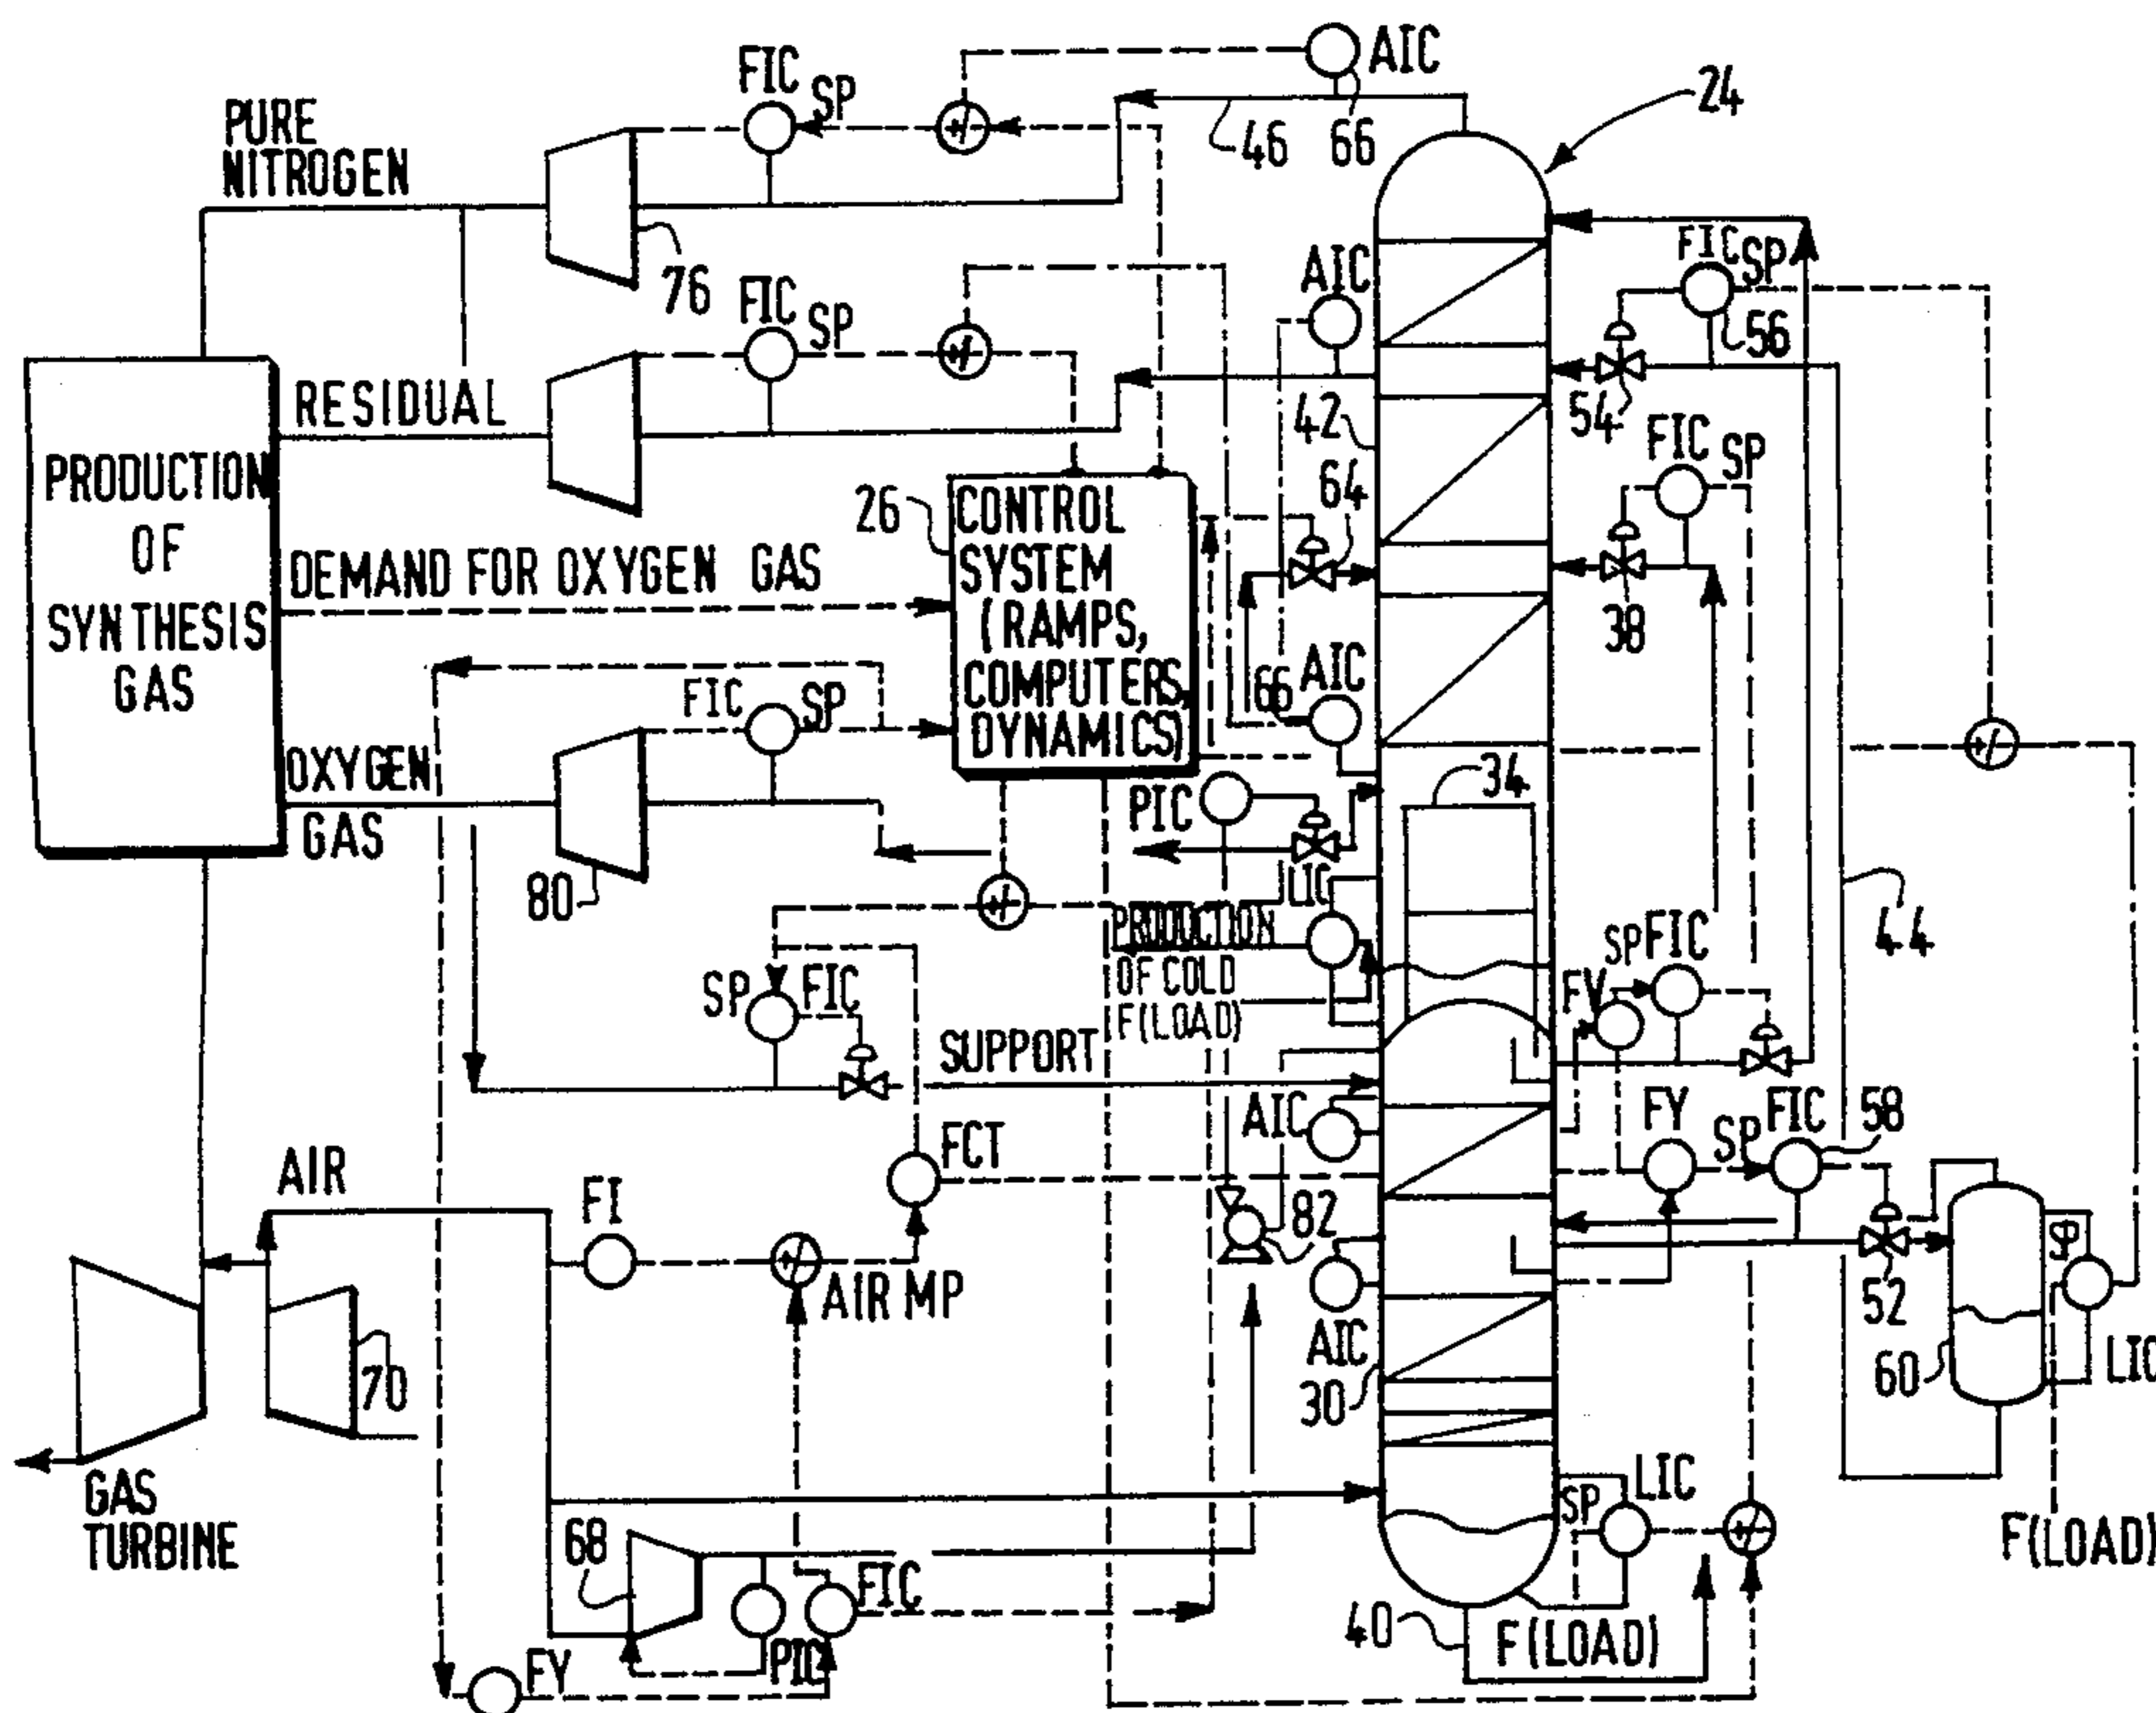 AIC
FIC
SP
24
PURE
NITROGEN
46
66
76
FIC
SP
AIC
FIC
SP
56
RESIDUAL
42
54
FIC
SP
PRODUCTION
OF
SYNTHESIS
GAS
26
CONTROL
SYSTEM
(RAMPS,
COMPUTERS,
DYNAMICS)
64
38
DEMAND FOR OXYGEN GAS
66
AIC
FIC
SP
OXYGEN
GAS
34
PIC
80
LIC
44
PRODUCTION
OF COLD
F(LOAD)
SP
FIC
FV
SP
FIC
SUPPORT
AIC
FY
SP
FIC
58
FCT
AIR
FI
82
SP
AIR MP
52
AIC
60
LIC
70
30
GAS
TURBINE
SP
LIC
F(LOAD)
68
FIC
PIC
40
F(LOAD)
FY